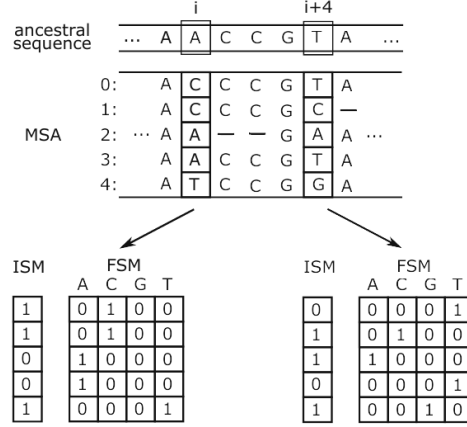 i i+4
ancestral
sequence ... A A C C G T A ...
0: A C C C G T A
1: A C C C G C —
MSA 2: ... A A — — G A A ...
3: A A C C G T A
4: A T C C G G A
ISM FSM ISM FSM
A C G T A C G T
1 0 1 0 0 0 0 0 0 1
1 0 1 0 0 1 0 1 0 0
0 1 0 0 0 1 1 0 0 0
0 1 0 0 0 0 0 0 0 1
1 0 0 0 1 1 0 0 1 0